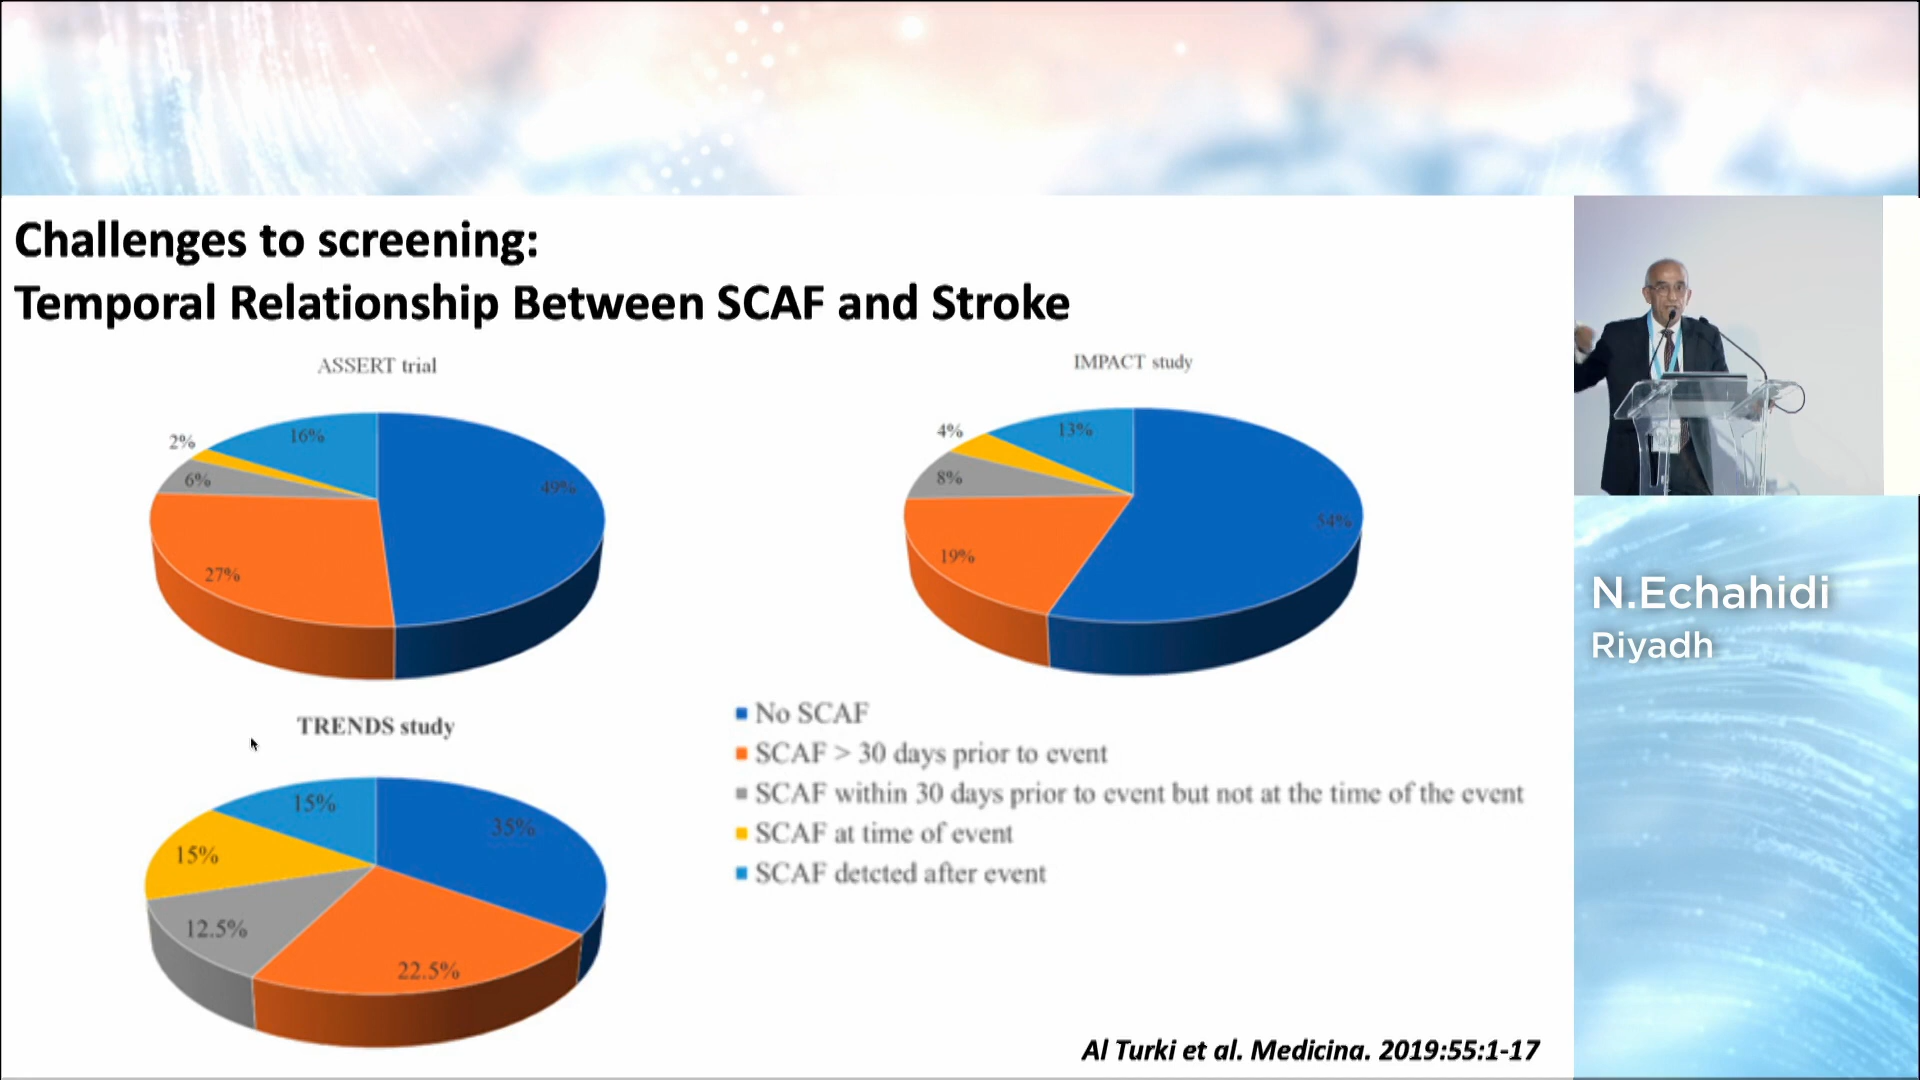 Challenges to screening:
Temporal Relationship Between SCAF and Stroke
ASSERT trial
2%
16%
49%
6%
27%
IMPACT study
4%
13%
8%
54%
19%
TRENDS study
15%
35%
15%
12.5%
22.5%
No SCAF
SCAF > 30 days prior to event
SCAF within 30 days prior to event but not at the time of the event
SCAF at time of event
SCAF detcted after event
Al Turki et al. Medicina. 2019:55:1-17
N.Echahidi
Riyadh